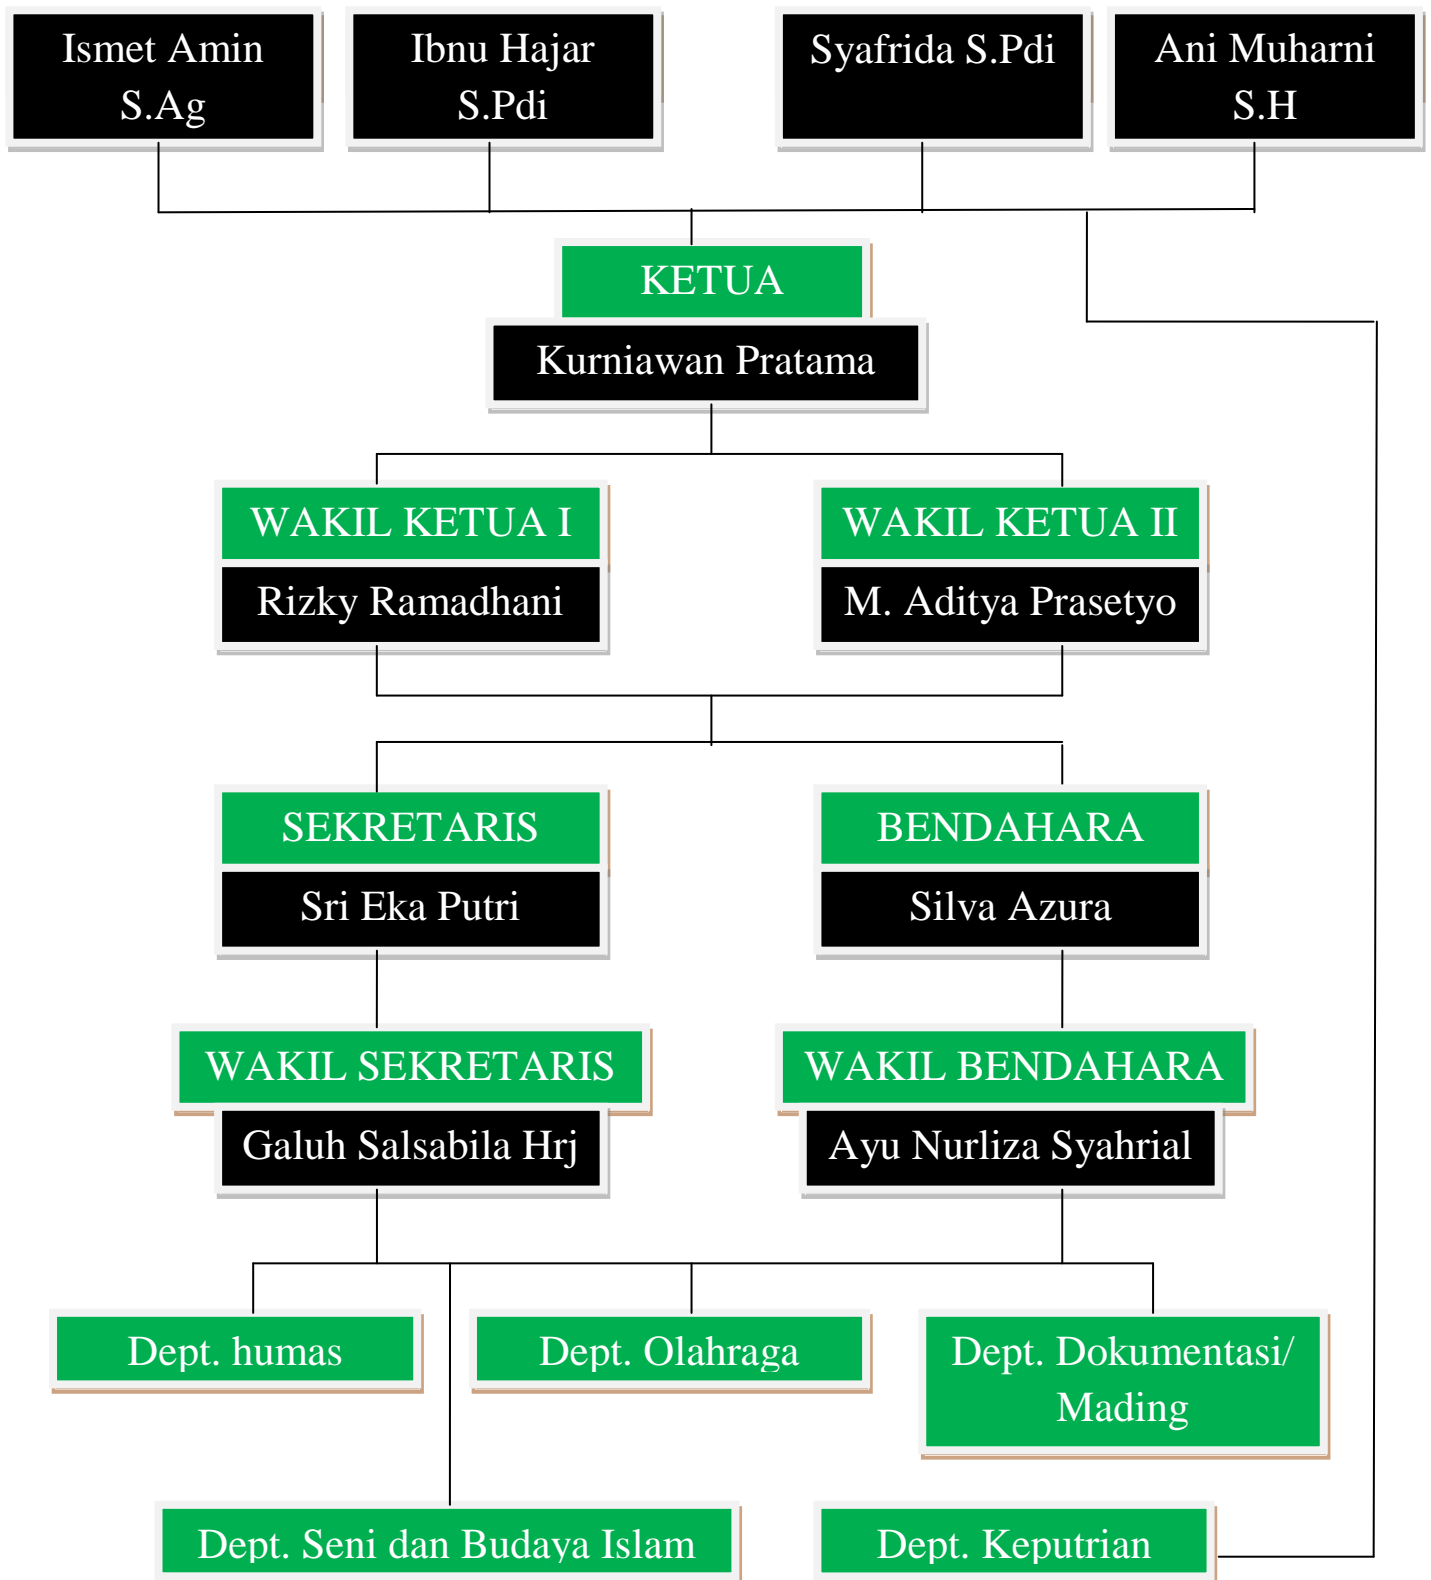 Ismet Amin
S.Ag
Ibnu Hajar
S.Pdi
Syafrida S.Pdi
Ani Muharni
S.H
KETUA
Kurniawan Pratama
WAKIL KETUA I
Rizky Ramadhani
WAKIL KETUA II
M. Aditya Prasetyo
SEKRETARIS
Sri Eka Putri
BENDAHARA
Silva Azura
WAKIL SEKRETARIS
Galuh Salsabila Hrj
WAKIL BENDAHARA
Ayu Nurliza Syahrial
Dept. humas
Dept. Olahraga
Dept. Dokumentasi/
Mading
Dept. Seni dan Budaya Islam
Dept. Keputrian